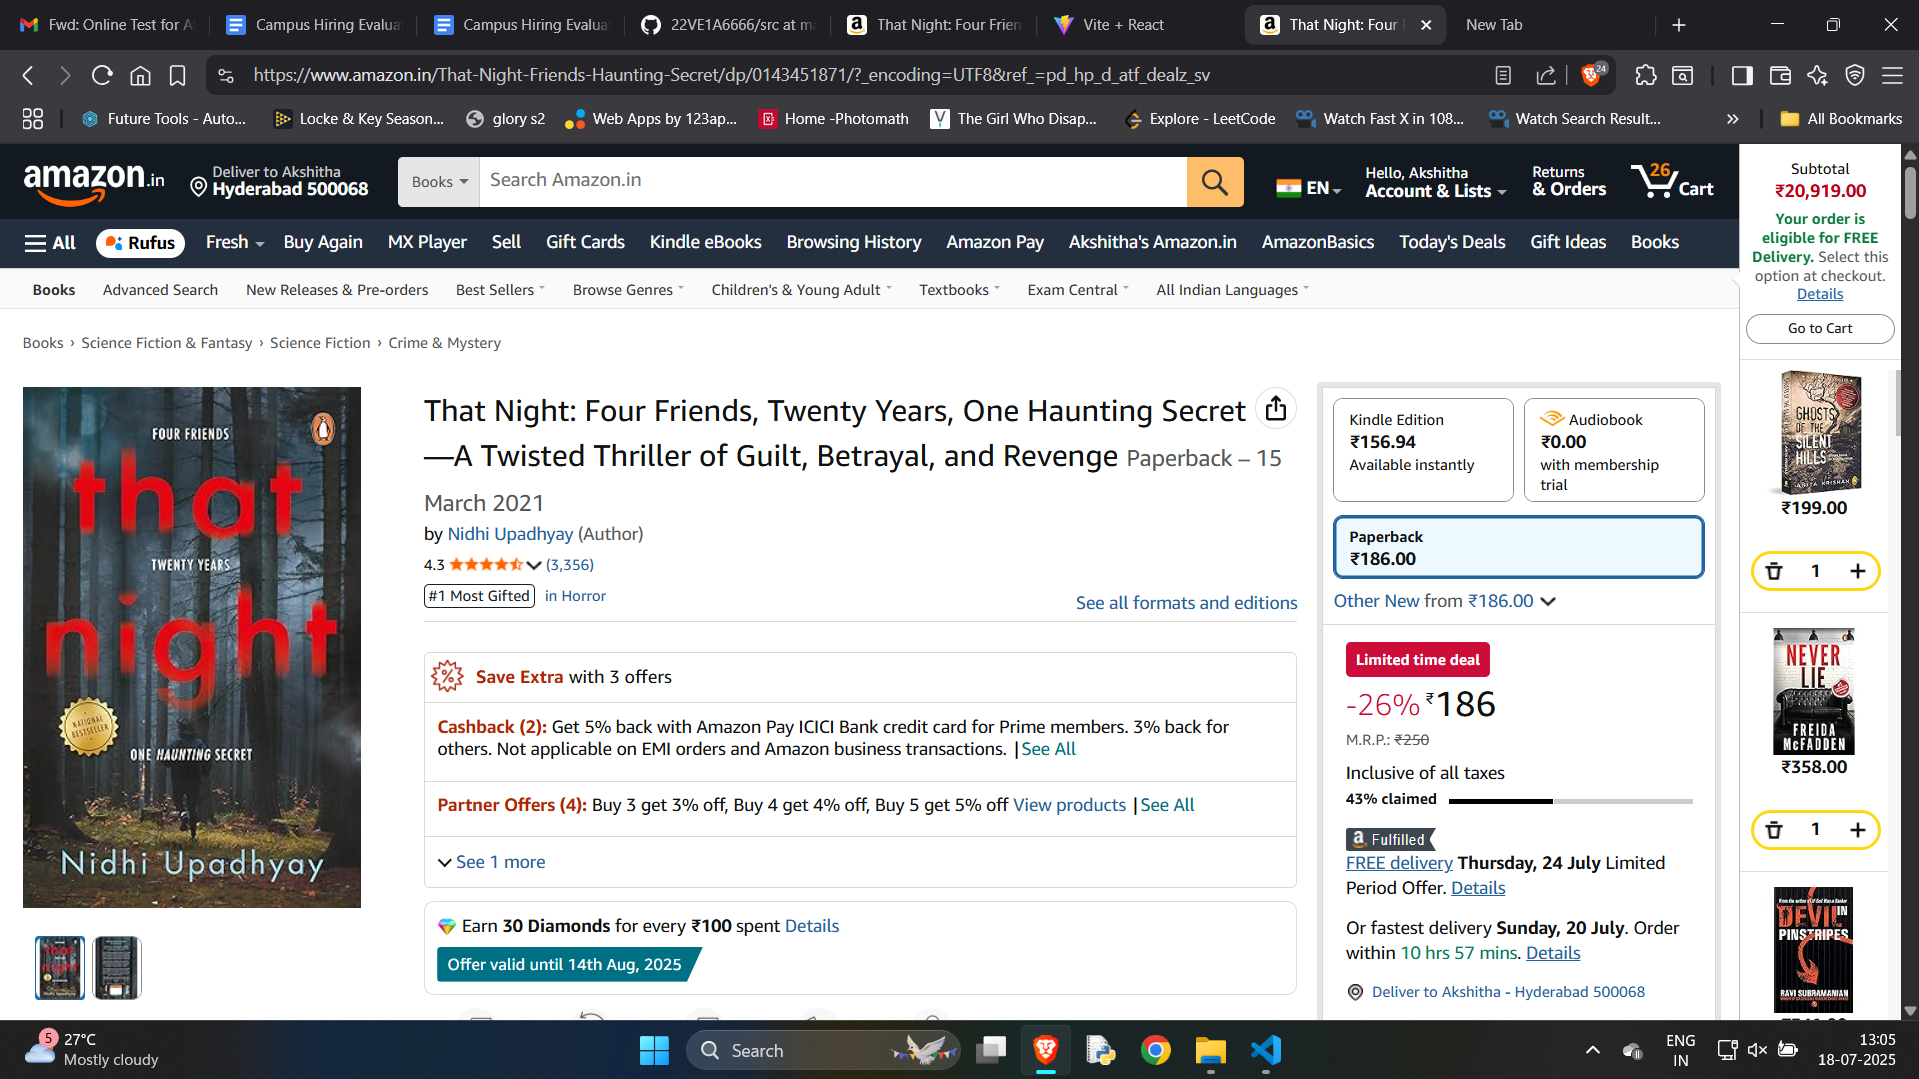 Fwd: Online Test for A
Campus Hiring Evalua
Campus Hiring Evalua
22VE1A6666/src at m
That Night: Four Frien
Vite + React
That Night: Four
New Tab
https://www.amazon.in/That-Night-Friends-Haunting-Secret/dp/0143451871/?_encoding=UTF8&ref_=pd_hp_d_atf_dealz_sv
24
Future Tools - Auto...
Locke & Key Season...
glory s2
Web Apps by 123ap...
Home -Photomath
The Girl Who Disap...
Explore - LeetCode
Watch Fast X in 108...
Watch Search Result...
»
All Bookmarks
amazon.in
Deliver to Akshitha
Hyderabad 500068
Books
Search Amazon.in
EN
Hello, Akshitha
Account & Lists
Returns
& Orders
26
Cart
All
Rufus
Fresh
Buy Again
MX Player
Sell
Gift Cards
Kindle eBooks
Browsing History
Amazon Pay
Akshitha's Amazon.in
AmazonBasics
Today's Deals
Gift Ideas
Books
Books
Advanced Search
New Releases & Pre-orders
Best Sellers
Browse Genres
Children's & Young Adult
Textbooks
Exam Central
All Indian Languages
Books › Science Fiction & Fantasy › Science Fiction › Crime & Mystery
FOUR FRIENDS
that
TWENTY YEARS
night
NATIONAL
BESTSELLER
ONE HAUNTING SECRET
Nidhi Upadhyay
That Night: Four Friends, Twenty Years, One Haunting Secret
—A Twisted Thriller of Guilt, Betrayal, and Revenge Paperback – 15
March 2021
by Nidhi Upadhyay (Author)
4.3 (3,356)
#1 Most Gifted in Horror
See all formats and editions
Save Extra with 3 offers
Cashback (2): Get 5% back with Amazon Pay ICICI Bank credit card for Prime members. 3% back for
others. Not applicable on EMI orders and Amazon business transactions. | See All
Partner Offers (4): Buy 3 get 3% off, Buy 4 get 4% off, Buy 5 get 5% off View products | See All
See 1 more
Earn 30 Diamonds for every ₹100 spent Details
Offer valid until 14th Aug, 2025
Kindle Edition
₹156.94
Available instantly
Audiobook
₹0.00
with membership
trial
Paperback
₹186.00
Other New from ₹186.00
Limited time deal
-26% ₹186
M.R.P.: ₹250
Inclusive of all taxes
43% claimed
a Fulfilled
FREE delivery Thursday, 24 July Limited
Period Offer. Details
Or fastest delivery Sunday, 20 July. Order
within 10 hrs 57 mins. Details
Deliver to Akshitha - Hyderabad 500068
Subtotal
₹20,919.00
Your order is
eligible for FREE
Delivery. Select this
option at checkout.
Details
Go to Cart
GHOSTS
OF THE
SILENT
HILLS
ANITA KRISHAN
₹199.00
1
NEVER
LIE
FREIDA
McFADDEN
₹358.00
1
DEVIL IN
PINSTRIPES
RAVI SUBRAMANIAN
5
27°C
Mostly cloudy
Search
ENG
IN
13:05
18-07-2025